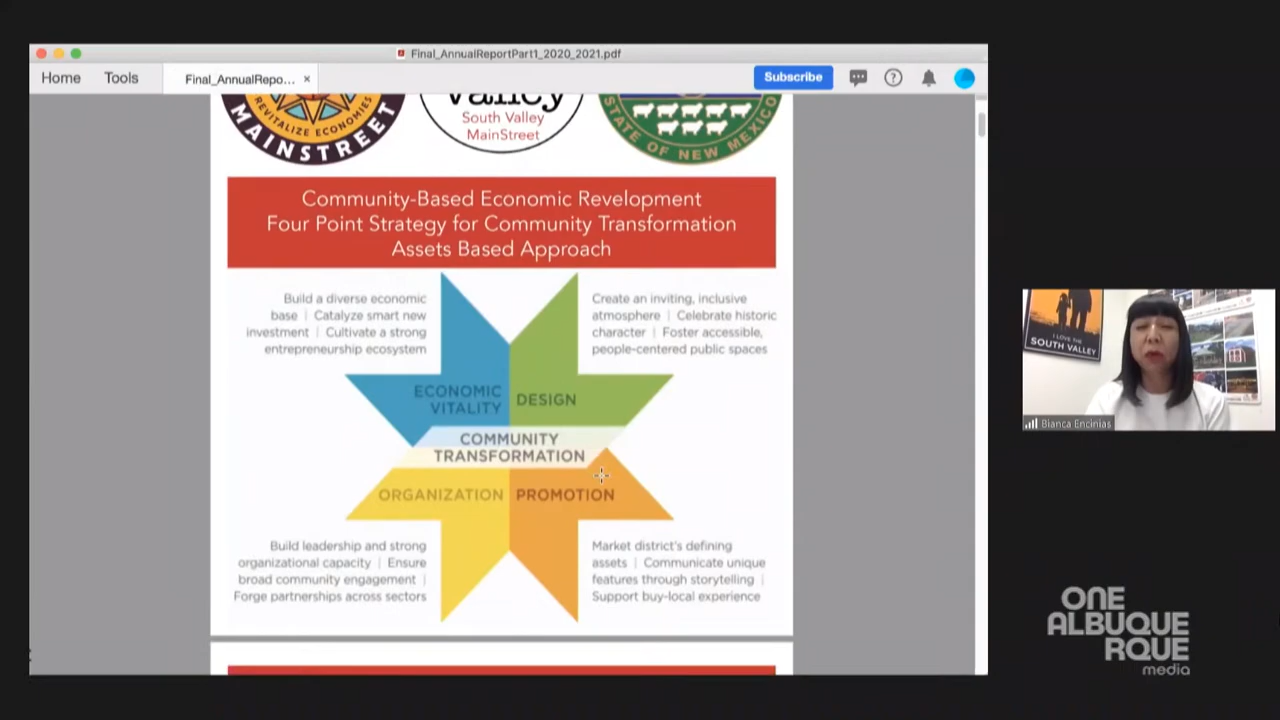 Final_AnnualReportPart1_2020_2021.pdf
Home Tools Final_AnnualRepo... × Subscribe
REVITALIZE ECONOMIES
MAINSTREET
Valley
South Valley
MainStreet
STATE OF NEW MEXICO
Community-Based Economic Revelopment
Four Point Strategy for Community Transformation
Assets Based Approach
Build a diverse economic
base | Catalyze smart new
investment | Cultivate a strong
entrepreneurship ecosystem
Create an inviting, inclusive
atmosphere | Celebrate historic
character | Foster accessible,
people-centered public spaces
ECONOMIC
VITALITY
DESIGN
COMMUNITY
TRANSFORMATION
ORGANIZATION
PROMOTION
Build leadership and strong
organizational capacity | Ensure
broad community engagement |
Forge partnerships across sectors
Market district's defining
assets | Communicate unique
features through storytelling |
Support buy-local experience
I LOVE THE
SOUTH VALLEY
Bianca Encinias
ONE
ALBUQUE
RQUE
media